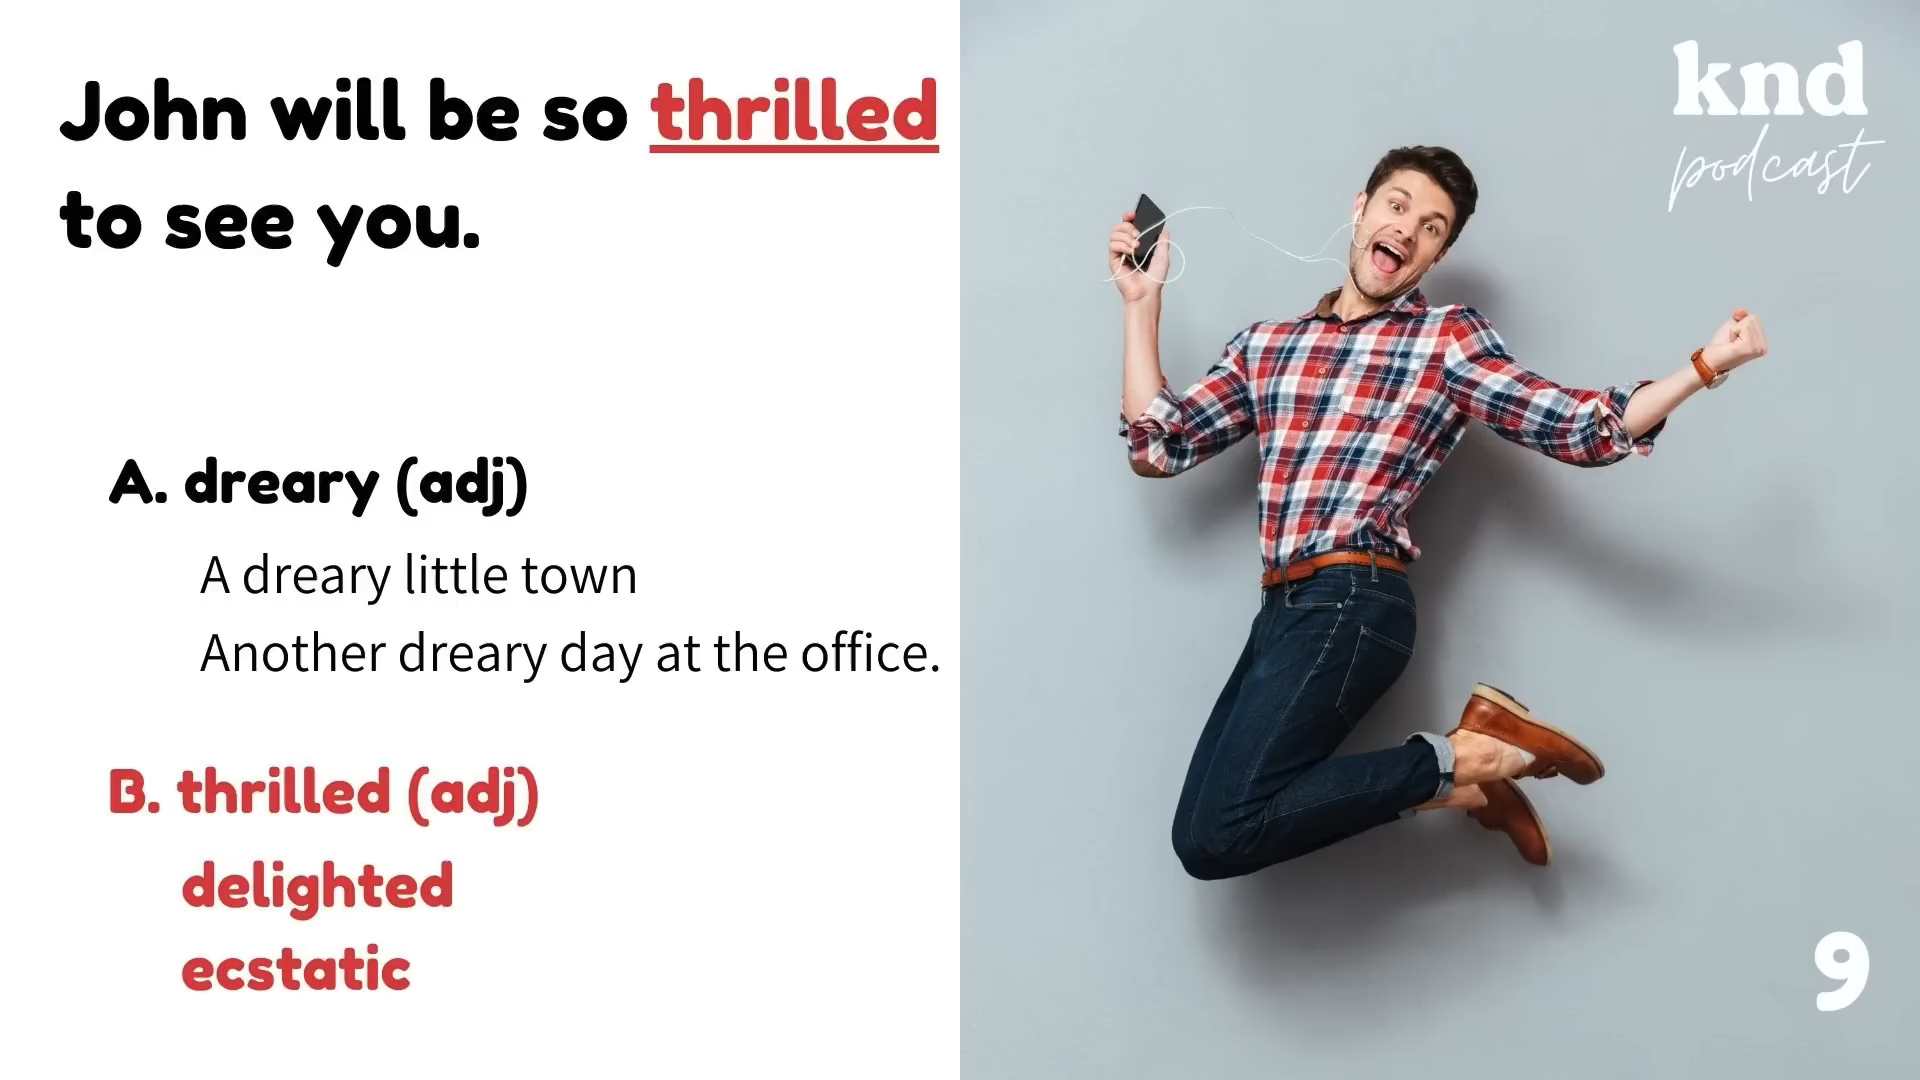 John will be so thrilled
to see you.
A. dreary (adj)
A dreary little town
Another dreary day at the office.
B. thrilled (adj)
delighted
ecstatic
knd
podcast
9